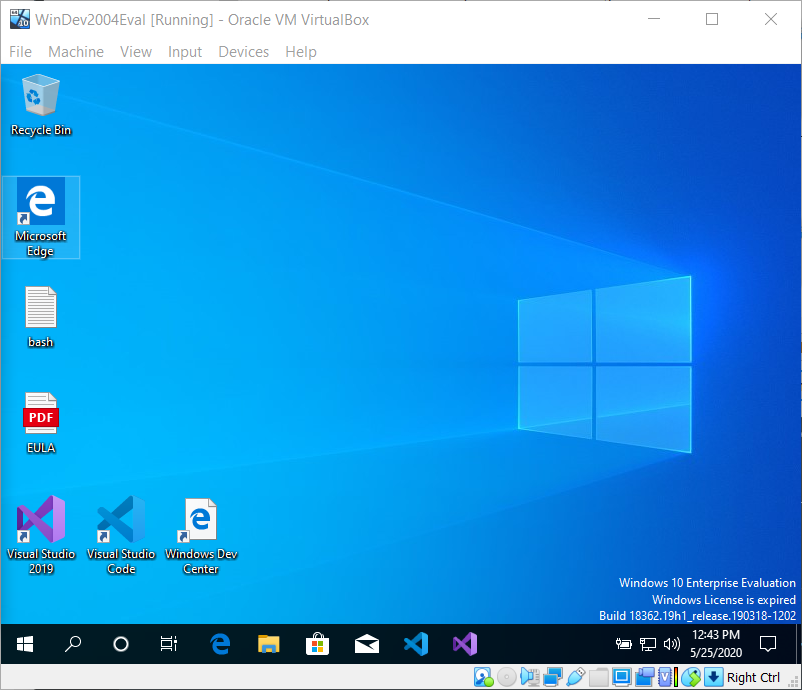 WinDev2004Eval [Running] - Oracle VM VirtualBox
File Machine View Input Devices Help
Recycle Bin
Microsoft
Edge
bash
PDF
EULA
Visual Studio
2019
Visual Studio
Code
Windows Dev
Center
Windows 10 Enterprise Evaluation
Windows License is expired
Build 18362.19h1_release.190318-1202
12:43 PM
5/25/2020
Right Ctrl